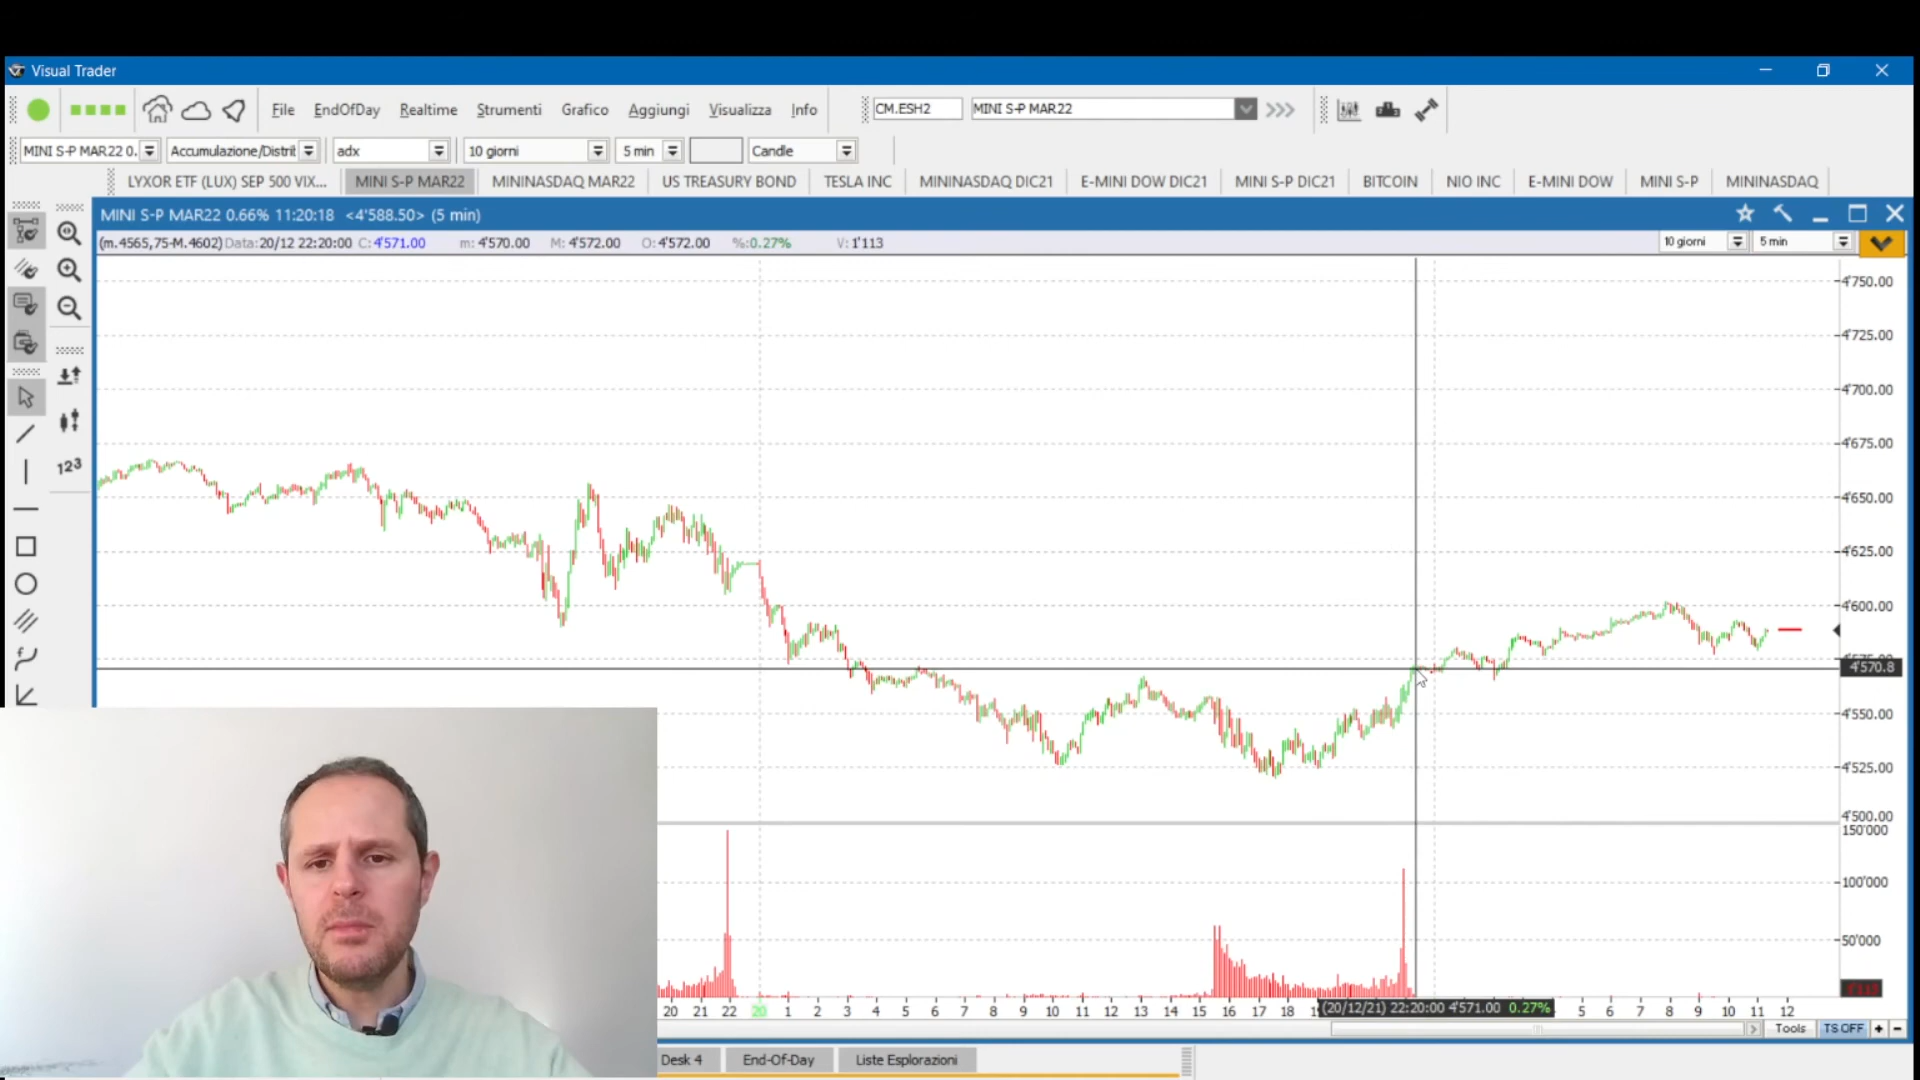 Visual Trader
File EndOfDay Realtime Strumenti Grafico Aggiungi Visualizza Info CM.ESH2 MINI S-P MAR22
MINI S-P MAR22 0. Accumulazione/Distrit adx 10 giorni 5 min Candle
LYXOR ETF (LUX) SEP 500 VIX... MINI S-P MAR22 MININASDAQ MAR22 US TREASURY BOND TESLA INC MININASDAQ DIC21 E-MINI DOW DIC21 MINI S-P DIC21 BITCOIN NIO INC E-MINI DOW MINI S-P MININASDAQ
MINI S-P MAR22 0.66% 11:20:18 <4'588.50> (5 min)
(m.4565,75-M.4602) Data: 20/12 22:20:00 C: 4'571.00 m: 4'570.00 M: 4'572.00 O: 4'572.00 %:0.27% V: 1'113 10 giorni 5 min
4'750.00
4'725.00
4'700.00
4'675.00
123
4'650.00
4'625.00
4'600.00
4'570.8
4'550.00
4'525.00
4'500.00
150'000
100'000
50'000
20 21 22 20 1 2 3 4 5 6 7 8 9 10 11 12 13 14 15 16 17 18 (20/12/21) 22:20:00 4'571.00 0.27% 5 6 7 8 9 10 11 12
Tools TS OFF + -
Desk 4 End-Of-Day Liste Esplorazioni